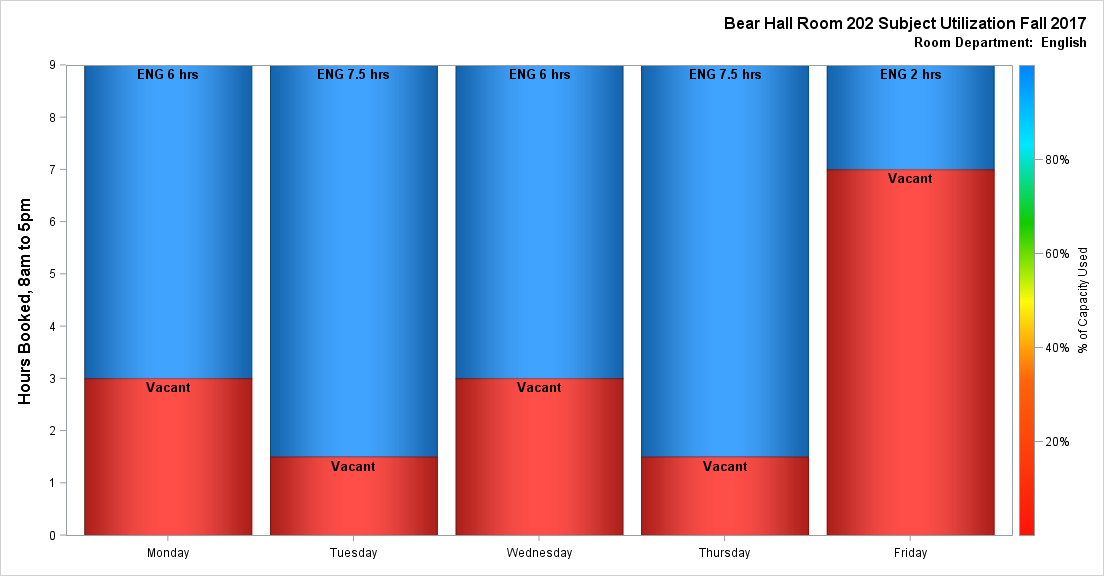 Bear Hall Room 202 Subject Utilization Fall 2017
Room Department: English
Hours Booked, 8am to 5pm
9
8
7
6
5
4
3
2
1
0
ENG 6 hrs
ENG 7.5 hrs
ENG 6 hrs
ENG 7.5 hrs
ENG 2 hrs
Vacant
Vacant
Vacant
Vacant
Vacant
Monday
Tuesday
Wednesday
Thursday
Friday
80%
60%
40%
20%
% of Capacity Used